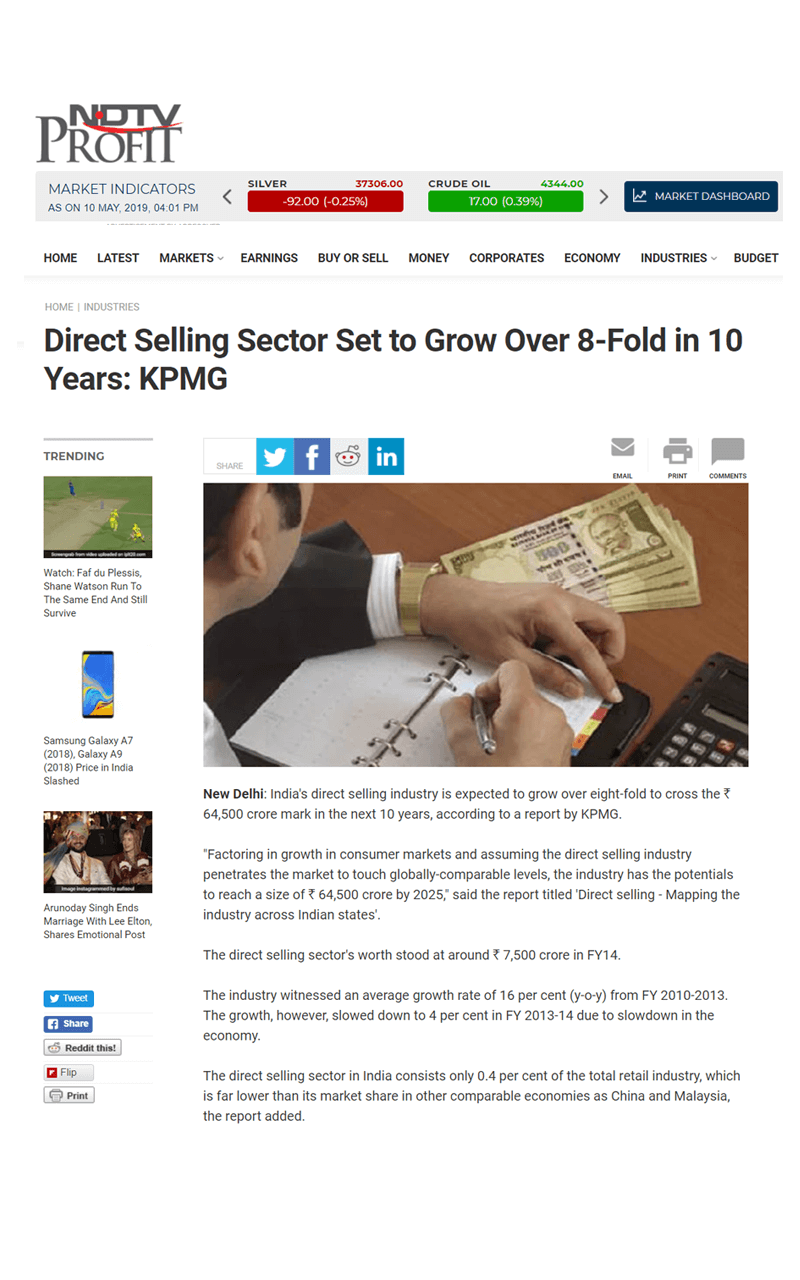 NDTV
PROFIT
MARKET INDICATORS
AS ON 10 MAY, 2019, 04:01 PM
SILVER 37306.00
-92.00 (-0.25%)
CRUDE OIL 4344.00
17.00 (0.39%)
MARKET DASHBOARD
HOME LATEST MARKETS EARNINGS BUY OR SELL MONEY CORPORATES ECONOMY INDUSTRIES BUDGET
HOME | INDUSTRIES
Direct Selling Sector Set to Grow Over 8-Fold in 10
Years: KPMG
TRENDING
Screengrab from video uploaded on iplt20.com
Watch: Faf du Plessis,
Shane Watson Run To
The Same End And Still
Survive
Samsung Galaxy A7
(2018), Galaxy A9
(2018) Price in India
Slashed
Image Instagrammed by sufisoul
Arunoday Singh Ends
Marriage With Lee Elton,
Shares Emotional Post
Tweet
Share
Reddit this!
Flip
Print
SHARE
in
EMAIL PRINT COMMENTS
500
New Delhi: India's direct selling industry is expected to grow over eight-fold to cross the ₹
64,500 crore mark in the next 10 years, according to a report by KPMG.
"Factoring in growth in consumer markets and assuming the direct selling industry
penetrates the market to touch globally-comparable levels, the industry has the potentials
to reach a size of ₹ 64,500 crore by 2025," said the report titled 'Direct selling - Mapping the
industry across Indian states'.
The direct selling sector's worth stood at around ₹ 7,500 crore in FY14.
The industry witnessed an average growth rate of 16 per cent (y-o-y) from FY 2010-2013.
The growth, however, slowed down to 4 per cent in FY 2013-14 due to slowdown in the
economy.
The direct selling sector in India consists only 0.4 per cent of the total retail industry, which
is far lower than its market share in other comparable economies as China and Malaysia,
the report added.